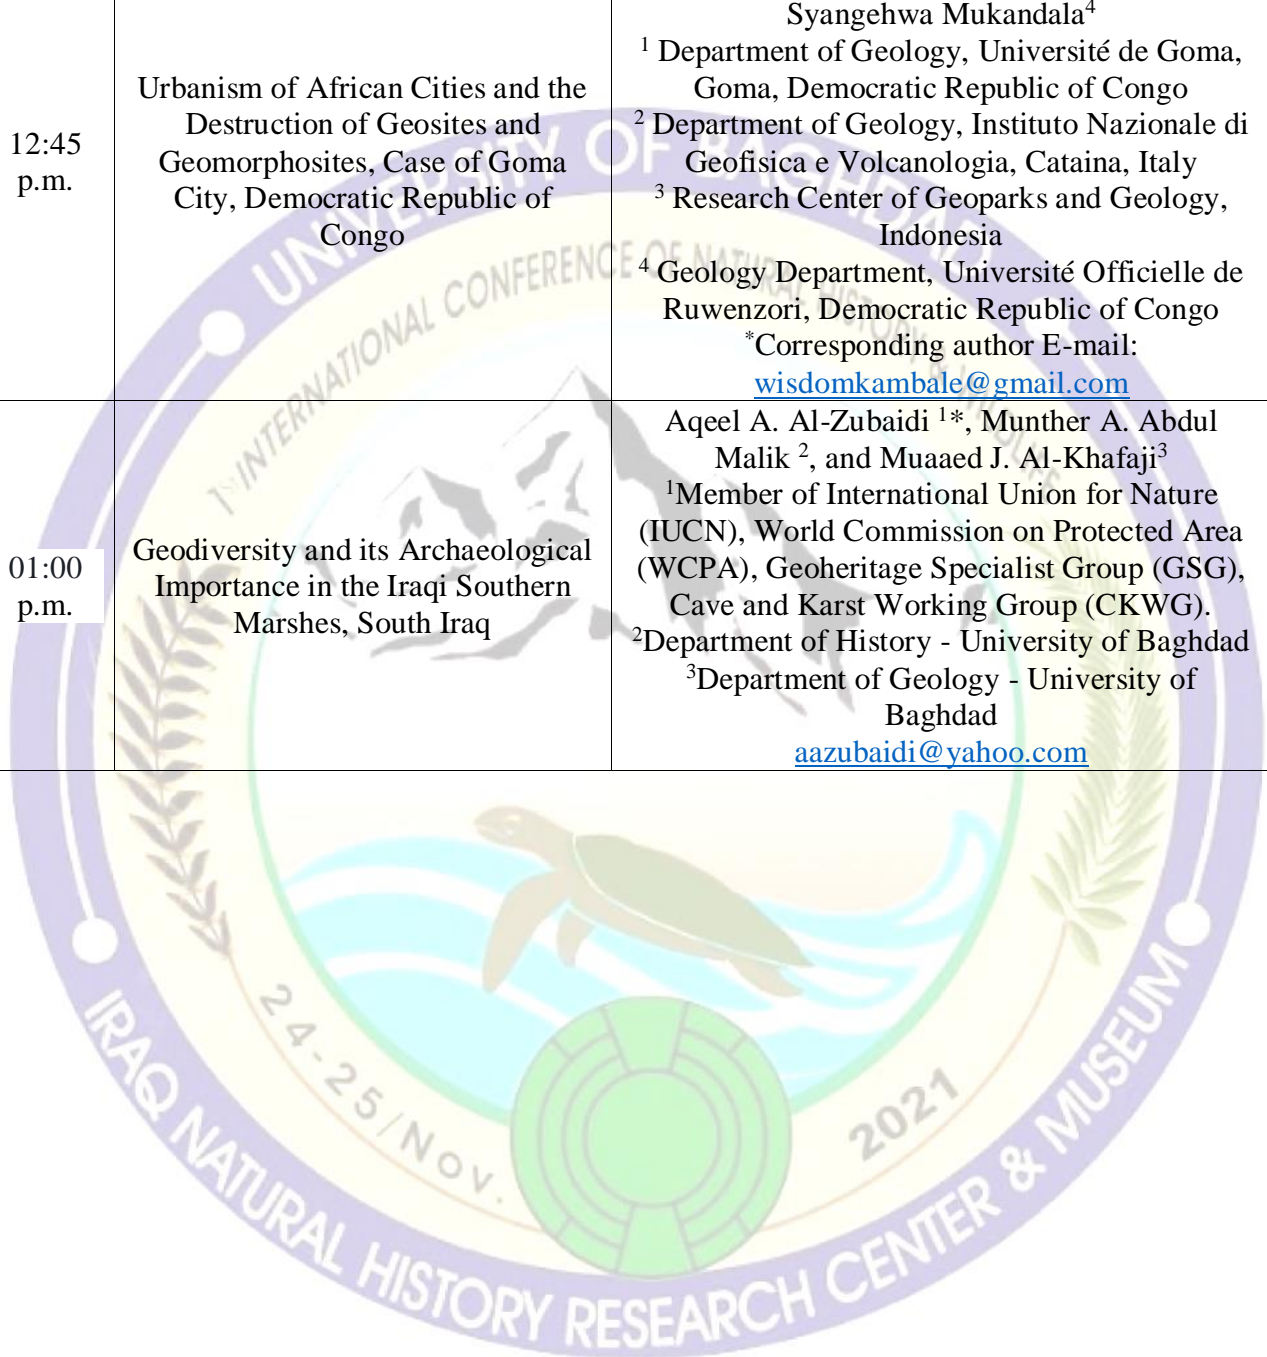 Syangehwa Mukandala4
1 Department of Geology, Université de Goma,
Goma, Democratic Republic of Congo
2 Department of Geology, Instituto Nazionale di
Geofisica e Volcanologia, Cataina, Italy
3 Research Center of Geoparks and Geology,
Indonesia
4 Geology Department, Université Officielle de
Ruwenzori, Democratic Republic of Congo
*Corresponding author E-mail:
wisdomkambale@gmail.com
12:45
p.m.
Urbanism of African Cities and the
Destruction of Geosites and
Geomorphosites, Case of Goma
City, Democratic Republic of
Congo
01:00
p.m.
Geodiversity and its Archaeological
Importance in the Iraqi Southern
Marshes, South Iraq
Aqeel A. Al-Zubaidi 1*, Munther A. Abdul
Malik 2, and Muaaed J. Al-Khafaji3
1Member of International Union for Nature
(IUCN), World Commission on Protected Area
(WCPA), Geoheritage Specialist Group (GSG),
Cave and Karst Working Group (CKWG).
2Department of History - University of Baghdad
3Department of Geology - University of
Baghdad
aazubaidi@yahoo.com
UNIVERSITY OF BAGHDAD
1ST INTERNATIONAL CONFERENCE OF NATURAL HISTORY & WILDLIFE
24-25/Nov. 2021
IRAQ NATURAL HISTORY RESEARCH CENTER & MUSEUM